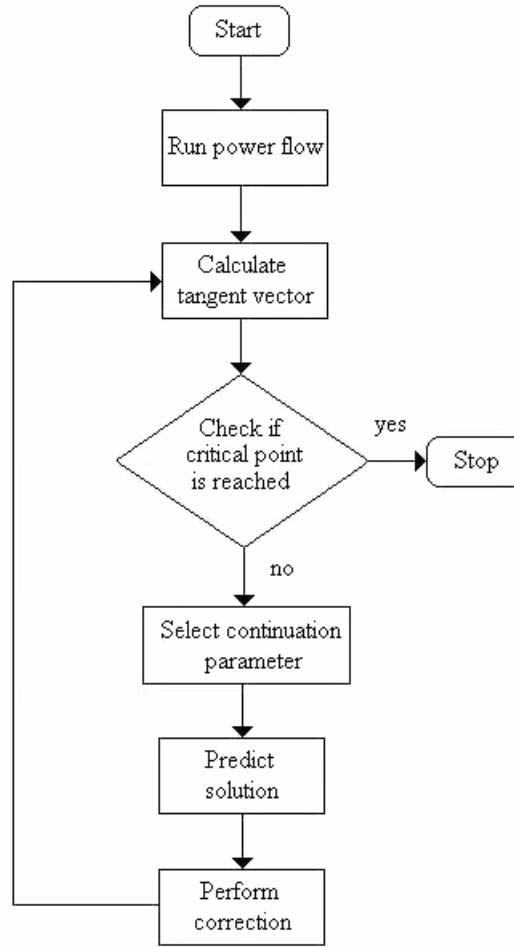 Start
Run power flow
Calculate
tangent vector
Check if
critical point
is reached
yes
Stop
no
Select continuation
parameter
Predict
solution
Perform
correction